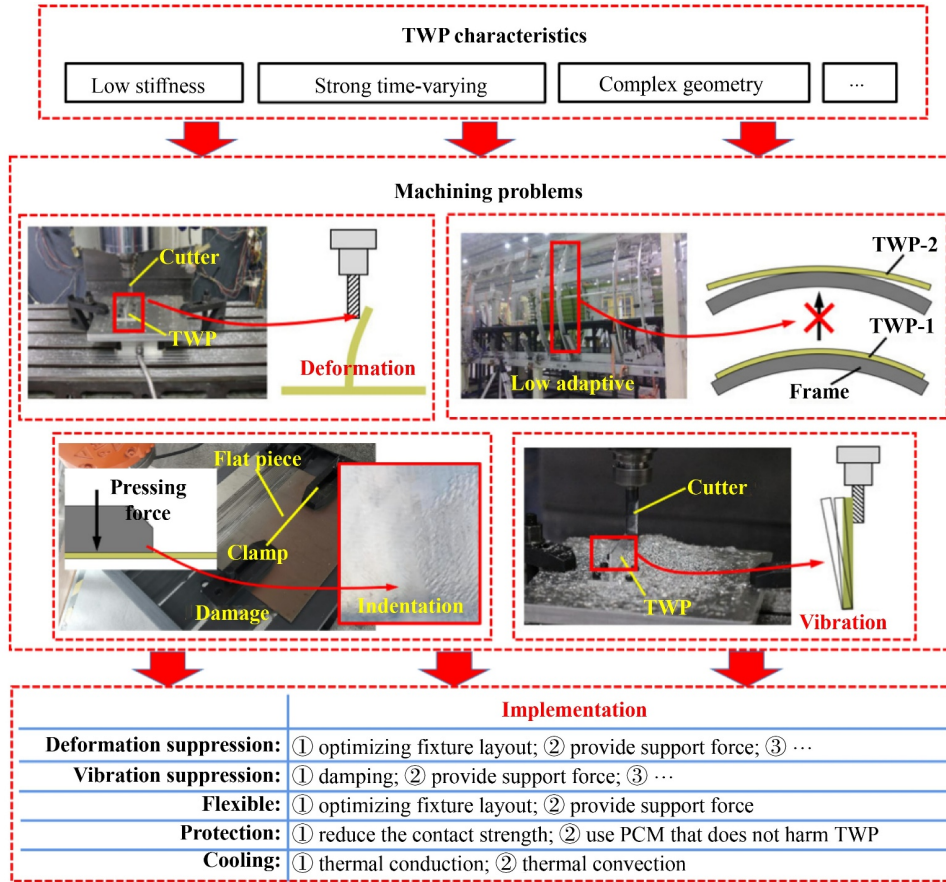 TWP characteristics
Low stiffness
Strong time-varying
Complex geometry
...
Machining problems
Cutter
TWP
Deformation
Low adaptive
TWP-2
TWP-1
Frame
Pressing
force
Flat piece
Clamp
Damage
Indentation
Cutter
TWP
Vibration
Implementation
Deformation suppression: ① optimizing fixture layout; ② provide support force; ③ ...
Vibration suppression: ① damping; ② provide support force; ③ ...
Flexible: ① optimizing fixture layout; ② provide support force
Protection: ① reduce the contact strength; ② use PCM that does not harm TWP
Cooling: ① thermal conduction; ② thermal convection